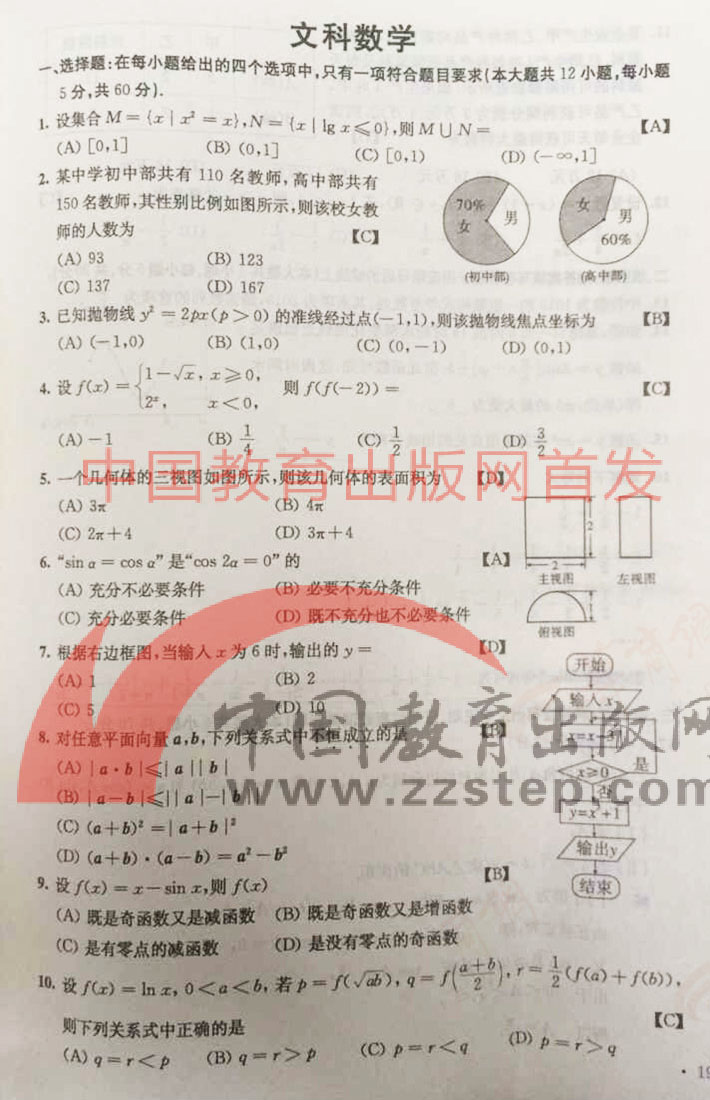 文科数学
一、选择题:在每小题给出的四个选项中,只有一项符合题目要求(本大题共12小题,每小题
5分,共60分).
1. 设集合M={x|x²=x},N={x|lg x≤0},则M∪N= 【A】
(A) [0,1] (B) (0,1] (C) [0,1) (D) (-∞,1]
2. 某中学初中部共有110名教师,高中部共有
150名教师,其性别比例如图所示,则该校女教
师的人数为 【C】
(A) 93 (B) 123
(C) 137 (D) 167
70%
女 男
(初中部)
女 男
60%
(高中部)
3. 已知抛物线y²=2px(p>0)的准线经过点(-1,1),则该抛物线焦点坐标为 【B】
(A) (-1,0) (B) (1,0) (C) (0,-1) (D) (0,1)
4. 设f(x)={1-√x, x≥0, 2ˣ, x<0, 则f(f(-2))= 【C】
(A) -1 (B) 1/4 (C) 1/2 (D) 3/2
5. 一个几何体的三视图如图所示,则该几何体的表面积为 【D】
(A) 3π (B) 4π
(C) 2π+4 (D) 3π+4
2
2
主视图 左视图
俯视图
6. “sin α=cos α”是“cos 2α=0”的 【A】
(A) 充分不必要条件 (B) 必要不充分条件
(C) 充分必要条件 (D) 既不充分也不必要条件
7. 根据右边框图,当输入x为6时,输出的y= 【D】
(A) 1 (B) 2
(C) 5 (D) 10
开始
输入x
x=x-3
x≥0 是
否
y=x²+1
输出y
结束
8. 对任意平面向量a,b,下列关系式中不恒成立的是 【B】
(A) |a·b|≤|a||b|
(B) |a-b|≤||a|-|b||
(C) (a+b)²=|a+b|²
(D) (a+b)·(a-b)=a²-b²
9. 设f(x)=x-sin x,则f(x) 【B】
(A) 既是奇函数又是减函数 (B) 既是奇函数又是增函数
(C) 是有零点的减函数 (D) 是没有零点的奇函数
10. 设f(x)=ln x, 0<a<b, 若p=f(√ab), q=f((a+b)/2), r=1/2(f(a)+f(b)),
则下列关系式中正确的是 【C】
(A) q=r<p (B) q=r>p (C) p=r<q (D) p=r>q
· 19
中国教育出版网首发
中国教育出版网
www.zzstep.com